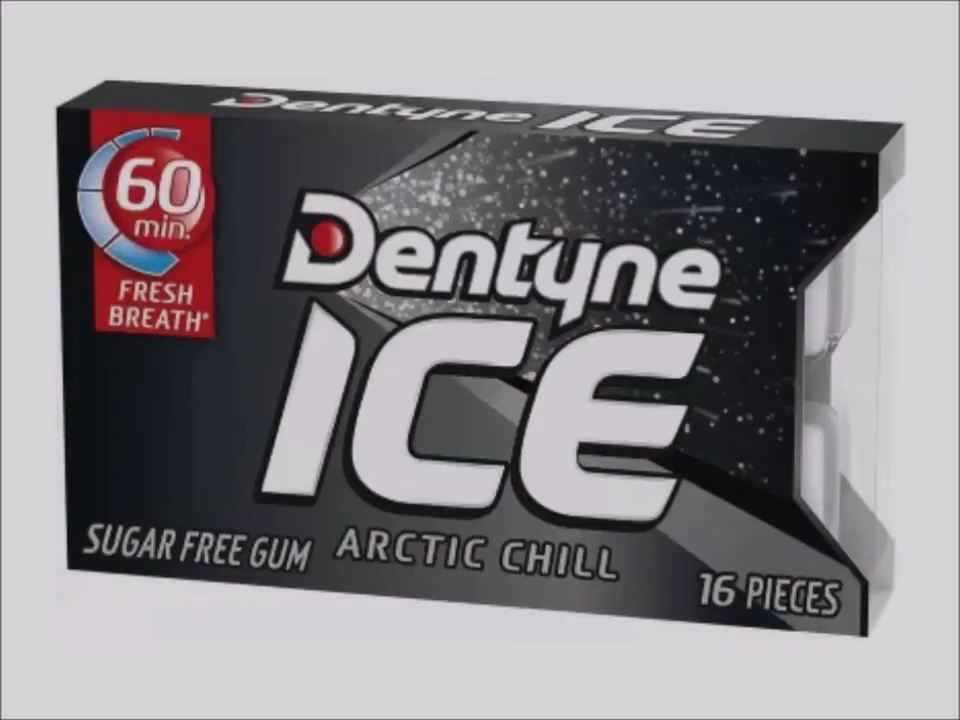 Dentyne ICE
60
min.
FRESH
BREATH*
Dentyne
ICE
ARCTIC CHILL
SUGAR FREE GUM
16 PIECES